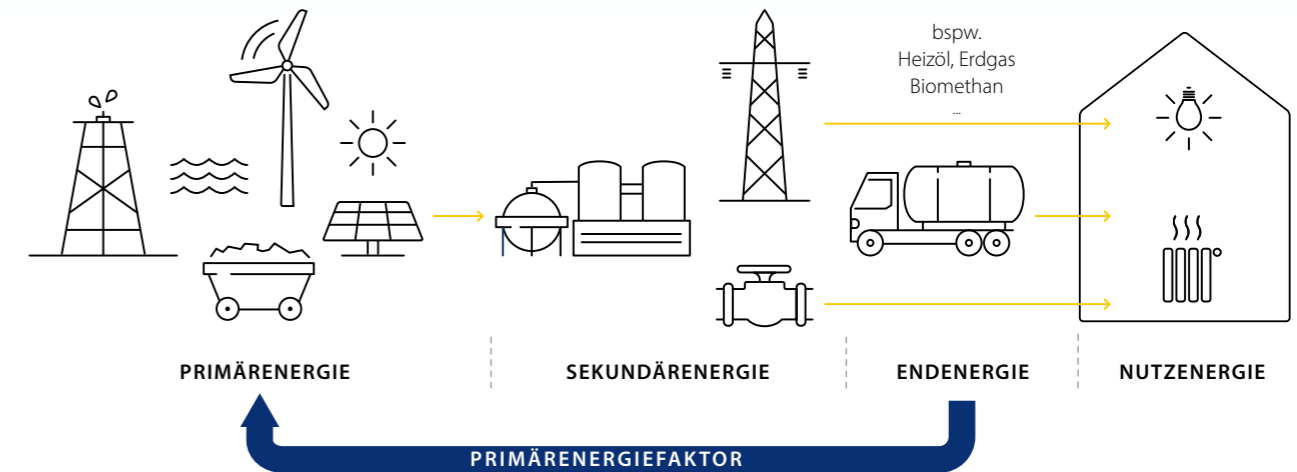 bspw.
Heizöl, Erdgas
Biomethan
...
PRIMÄRENERGIE
SEKUNDÄRENERGIE
ENDENERGIE
NUTZENERGIE
PRIMÄRENERGIEFAKTOR